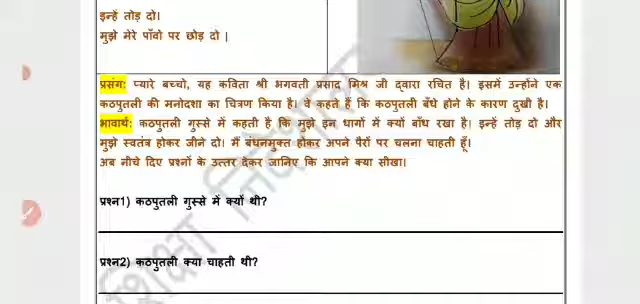 इन्हें तोड़ दो।
मुझे मेरे पाँवो पर छोड़ दो |
प्रसंग: प्यारे बच्चो, यह कविता श्री भगवती प्रसाद मिश्र जी द्वारा रचित है। इसमें उन्होंने एक
कठपुतली की मनोदशा का चित्रण किया है। वे कहते हैं कि कठपुतली बँधे होने के कारण दुखी है।
भावार्थ: कठपुतली गुस्से में कहती है कि मुझे इन धागों में क्यों बाँध रखा है। इन्हें तोड़ दो और
मुझे स्वतंत्र होकर जीने दो। मैं बंधनमुक्त होकर अपने पैरों पर चलना चाहती हूँ।
अब नीचे दिए प्रश्नों के उत्तर देकर जानिए कि आपने क्या सीखा।
प्रश्न1) कठपुतली गुस्से में क्यों थी?
प्रश्न2) कठपुतली क्या चाहती थी?
शिक्षा